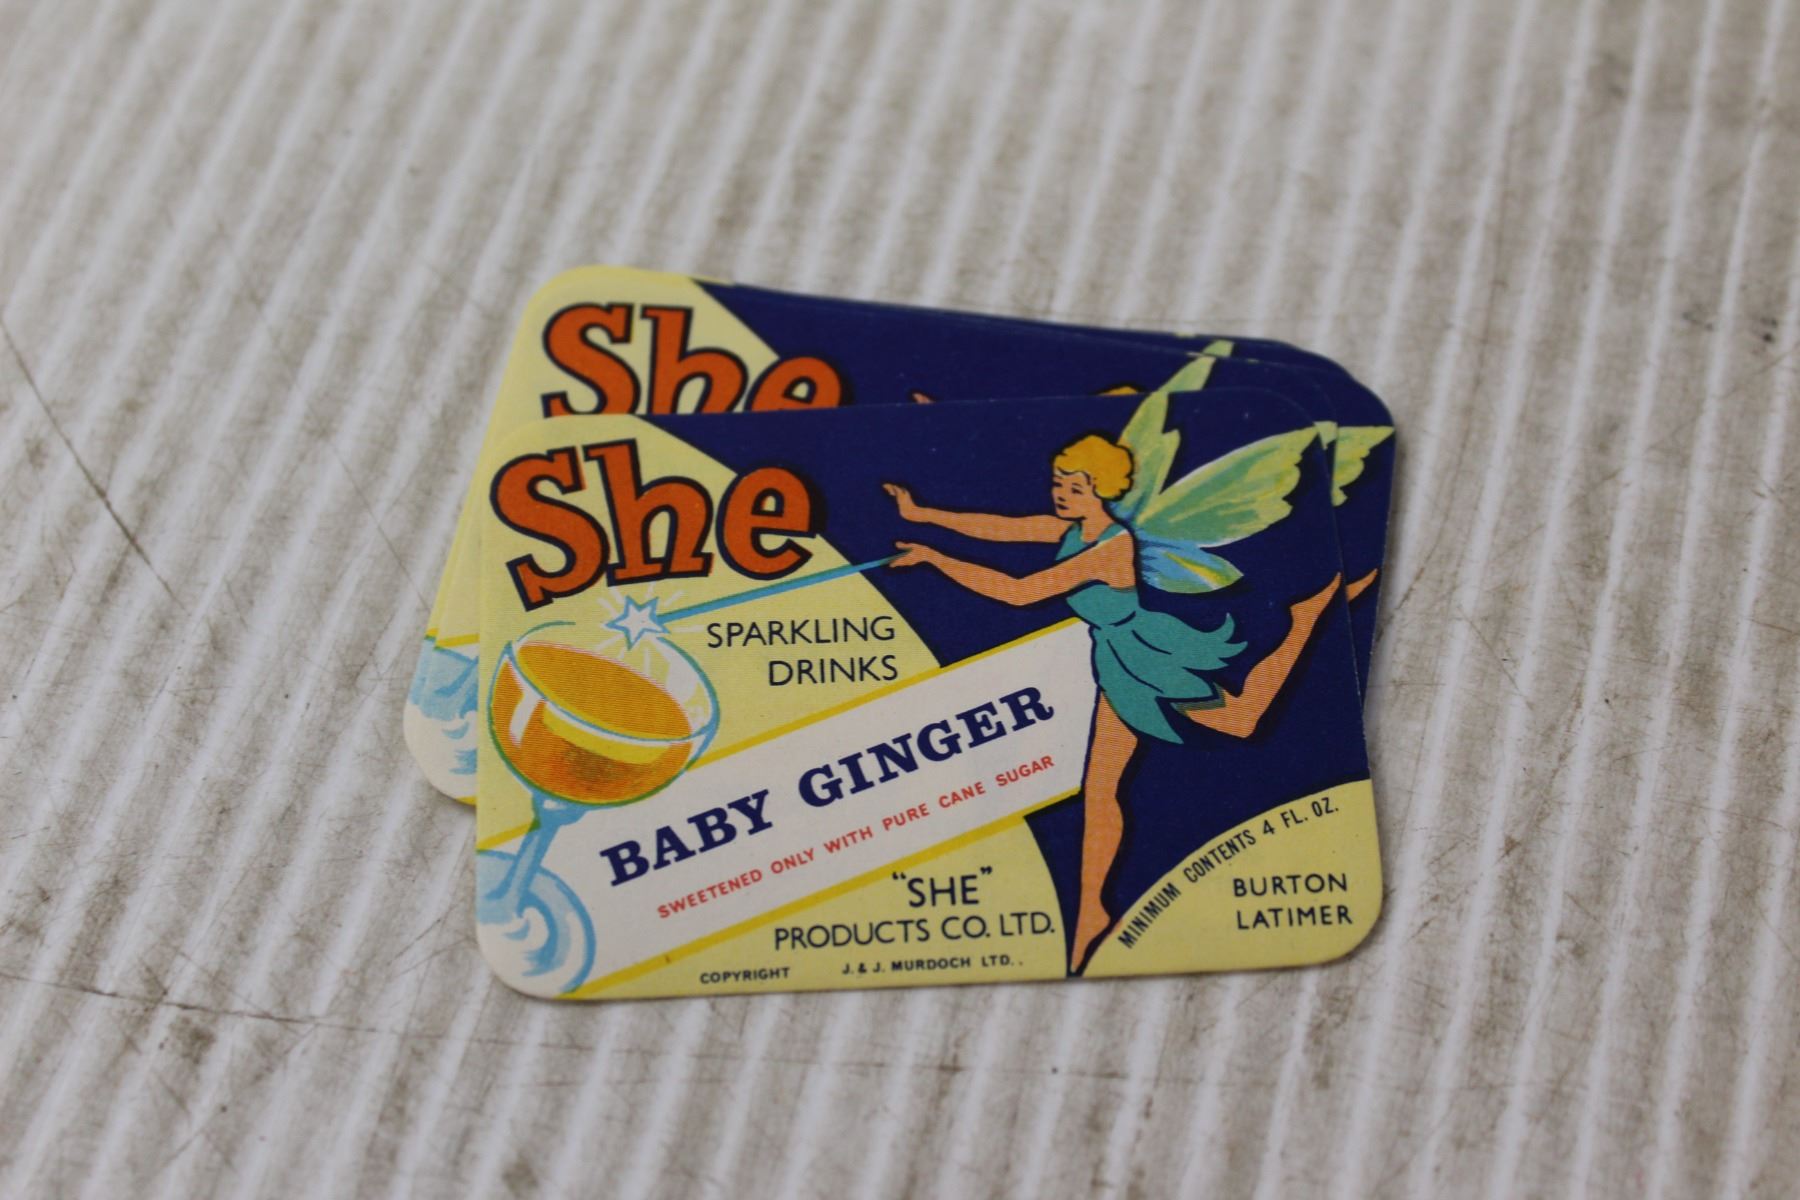 She
She
SPARKLING
DRINKS
BABY GINGER
SWEETENED ONLY WITH PURE CANE SUGAR
"SHE"
PRODUCTS CO. LTD.
COPYRIGHT J. & J. MURDOCH LTD..
MINIMUM CONTENTS 4 FL. OZ.
BURTON
LATIMER